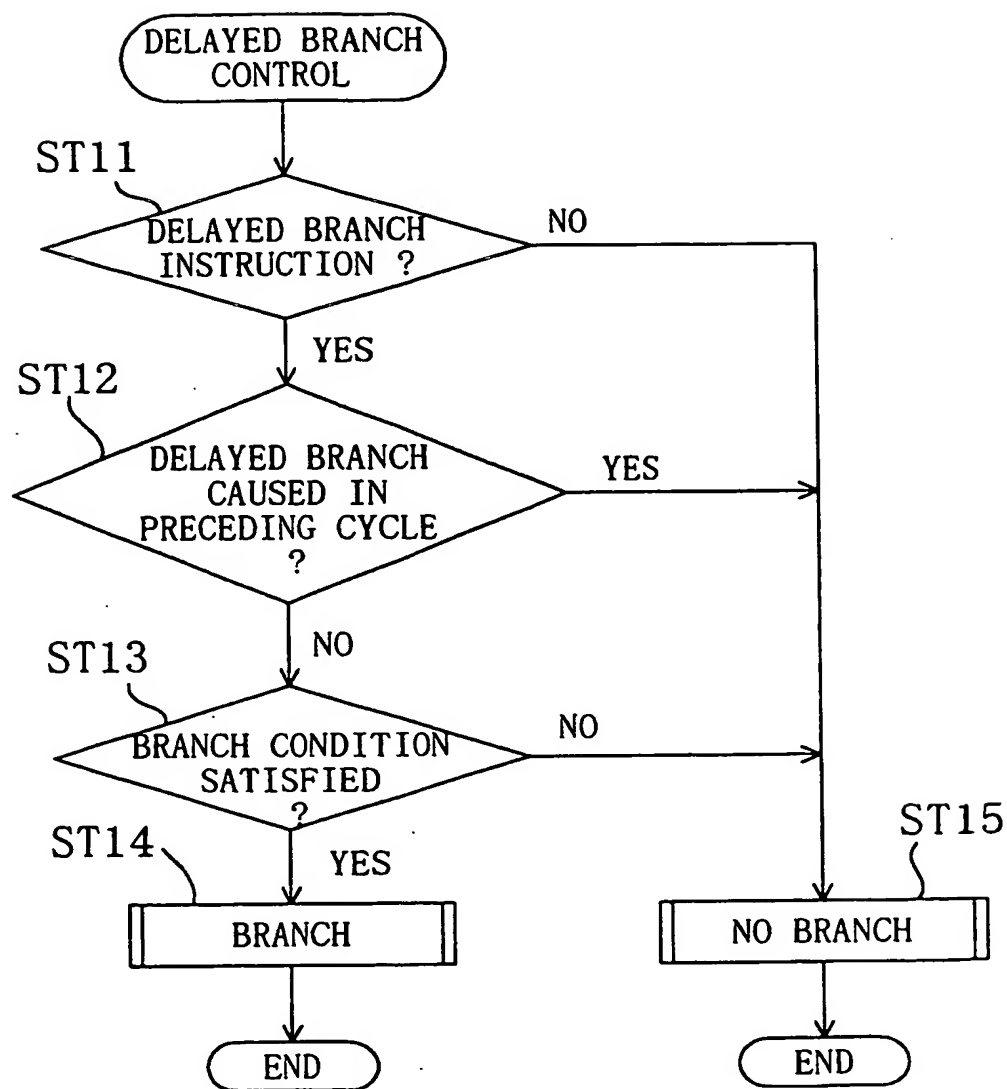 DELAYED BRANCH
CONTROL
ST11
DELAYED BRANCH
INSTRUCTION ?
NO
YES
ST12
DELAYED BRANCH
CAUSED IN
PRECEDING CYCLE
?
YES
NO
ST13
BRANCH CONDITION
SATISFIED
?
NO
YES
ST14
BRANCH
ST15
NO BRANCH
END
END